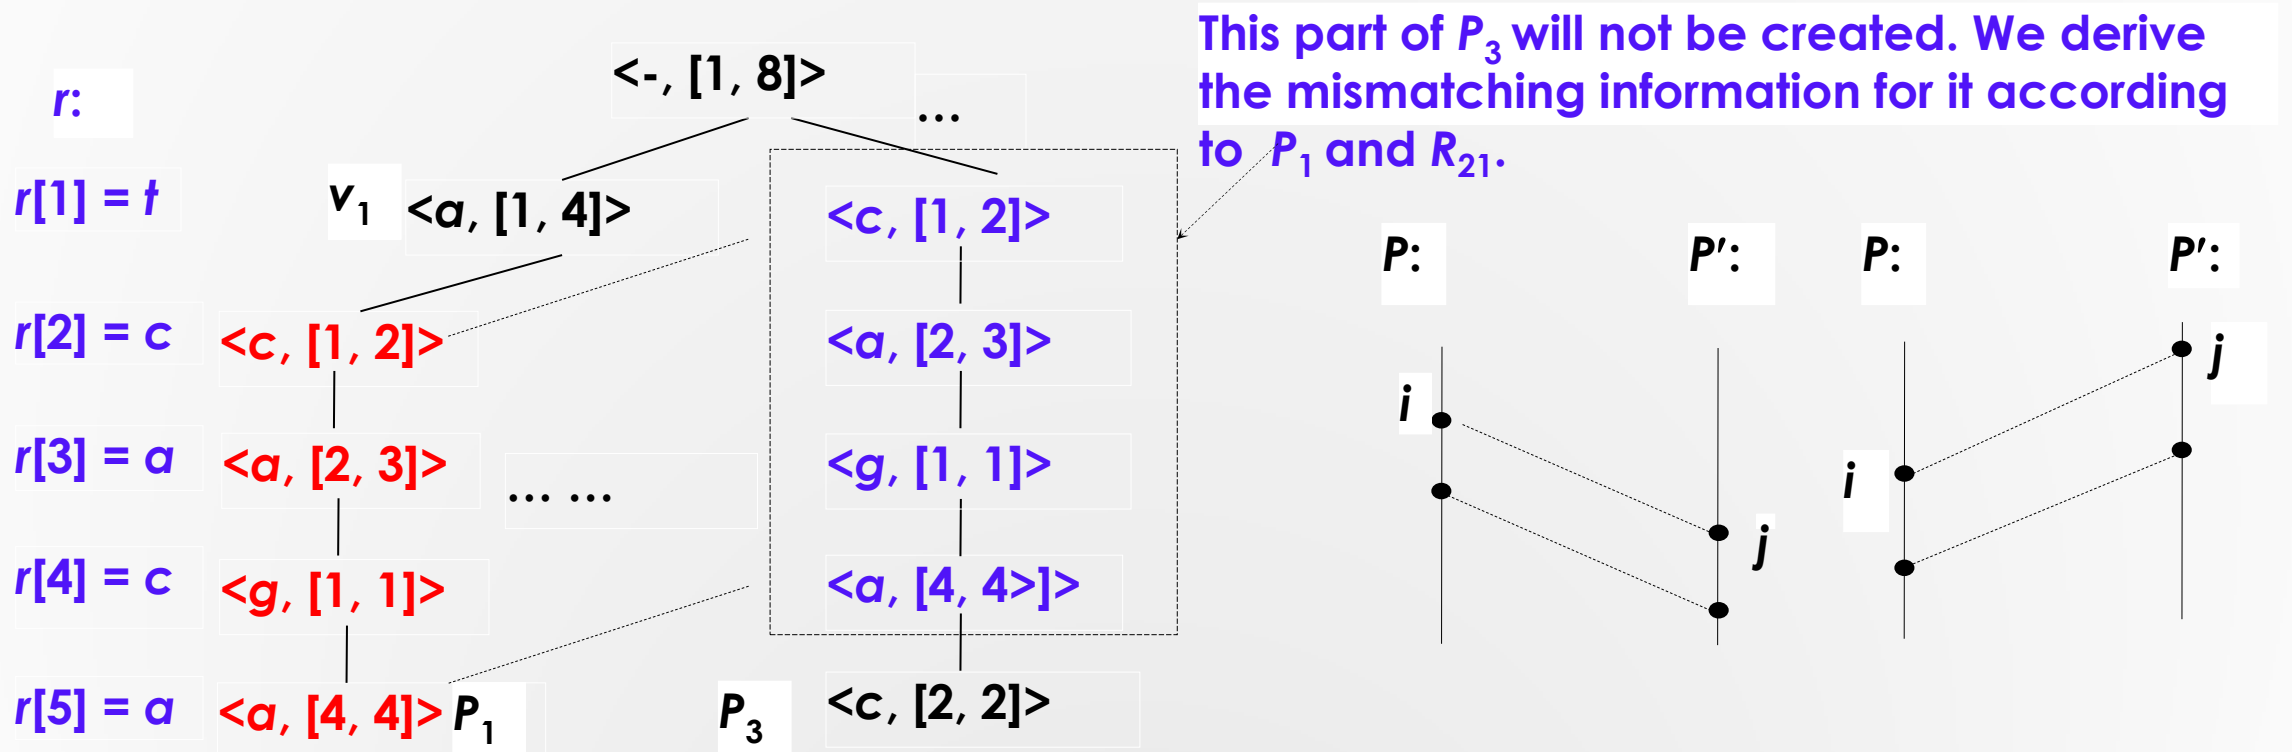 This part of P3 will not be created. We derive
the mismatching information for it according
to P1 and R21.
r:
<-, [1, 8]>
...
r[1] = t
v1
<a, [1, 4]>
<c, [1, 2]>
r[2] = c
<c, [1, 2]>
<a, [2, 3]>
r[3] = a
<a, [2, 3]>
... ...
<g, [1, 1]>
r[4] = c
<g, [1, 1]>
<a, [4, 4>]>
r[5] = a
<a, [4, 4]>
P1
P3
<c, [2, 2]>
P:
P′:
i
j
P:
P′:
i
j